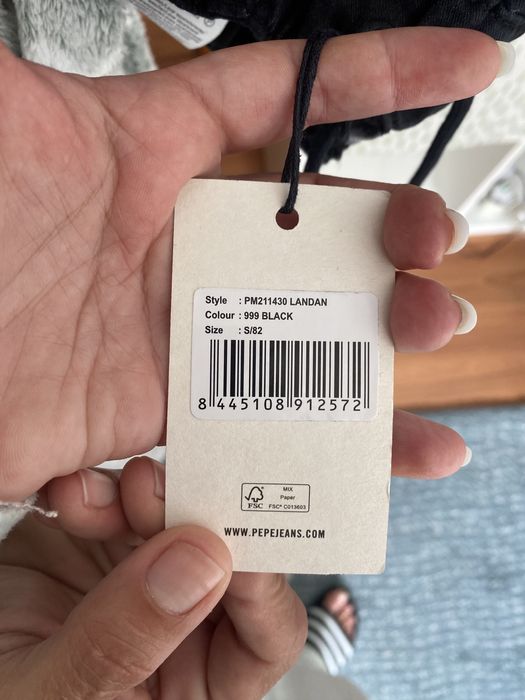 Style : PM211430 LANDAN
Colour : 999 BLACK
Size : S/82
8 445108 912572
FSC
MIX
Paper
FSC® C013603
WWW.PEPEJEANS.COM